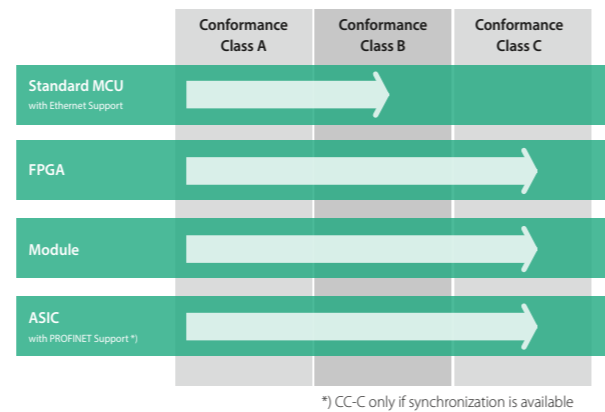 Conformance
Class A
Conformance
Class B
Conformance
Class C
Standard MCU
with Ethernet Support
FPGA
Module
ASIC
with PROFINET Support *)
*) CC-C only if synchronization is available